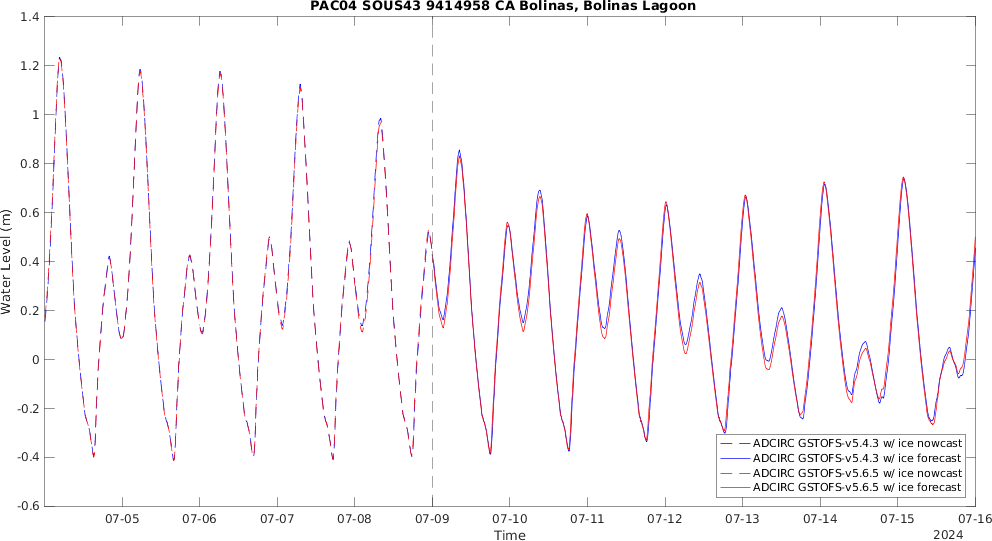 PAC04 SOUS43 9414958 CA Bolinas, Bolinas Lagoon
1.4
1.2
1
0.8
0.6
0.4
0.2
0
-0.2
-0.4
-0.6
Water Level (m)
ADCIRC GSTOFS-v5.4.3 w/ ice nowcast
ADCIRC GSTOFS-v5.4.3 w/ ice forecast
ADCIRC GSTOFS-v5.6.5 w/ ice nowcast
ADCIRC GSTOFS-v5.6.5 w/ ice forecast
07-05 07-06 07-07 07-08 07-09 07-10 07-11 07-12 07-13 07-14 07-15 07-16
Time
2024